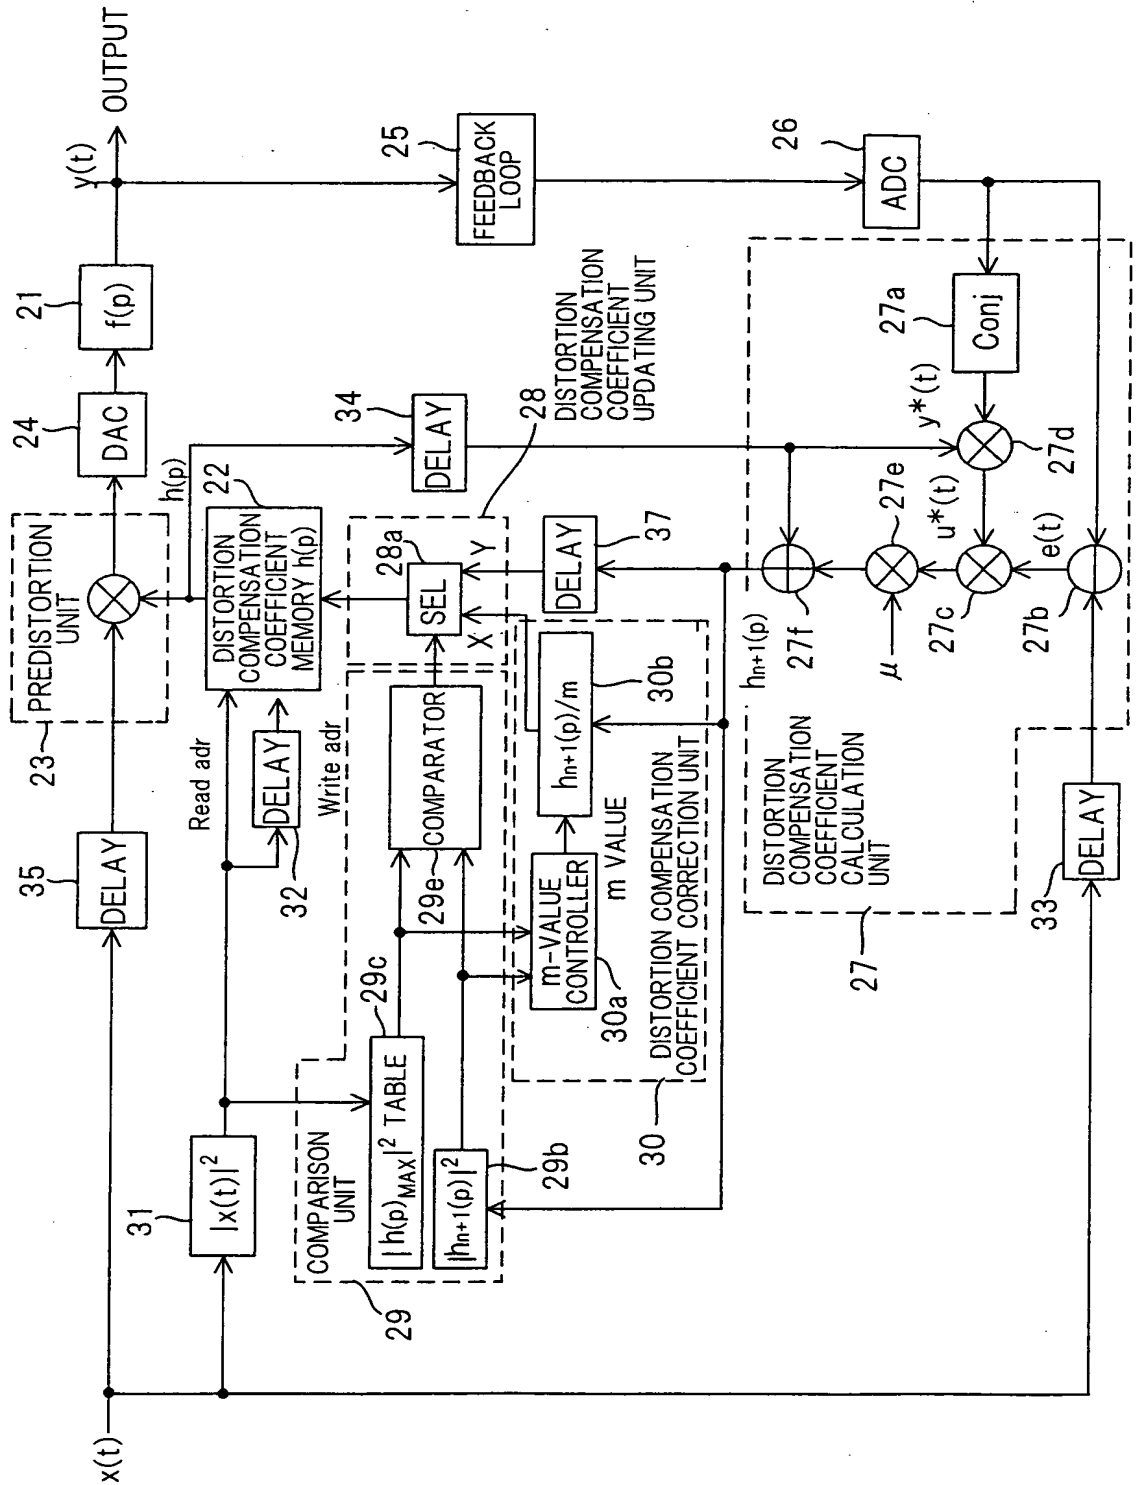 x(t)
35
DELAY
23
PREDISTORTION
UNIT
24
DAC
21
f(p)
y(t)
OUTPUT
31
|x(t)|²
Read adr
32
DELAY
Write adr
22
DISTORTION
COMPENSATION
COEFFICIENT
MEMORY h(p)
h(p)
34
DELAY
25
FEEDBACK
LOOP
29
COMPARISON
UNIT
|h(p)MAX|² TABLE
29c
|hn+1(p)|²
29b
COMPARATOR
29e
28a
SEL
X
Y
28
DISTORTION
COMPENSATION
COEFFICIENT
UPDATING UNIT
DELAY
37
m-VALUE
CONTROLLER
30a
m VALUE
hn+1(p)/m
30b
30
DISTORTION COMPENSATION
COEFFICIENT CORRECTION UNIT
26
ADC
27
DISTORTION
COMPENSATION
COEFFICIENT
CALCULATION
UNIT
hn+1(p)
27f
μ
27e
27c
u*(t)
27d
y*(t)
27a
Conj
e(t)
27b
33
DELAY